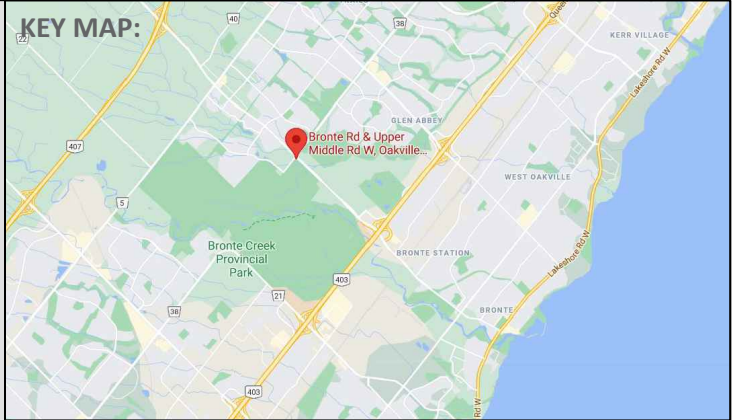 KEY MAP:
22
40
38
Quee
KERR VILLAGE
Lakeshore Rd W
GLEN ABBEY
Bronte Rd & Upper
Middle Rd W, Oakville...
407
WEST OAKVILLE
5
Bronte Creek
Provincial
Park
BRONTE STATION
Lakeshore Rd W
403
21
38
BRONTE
403
Rd W